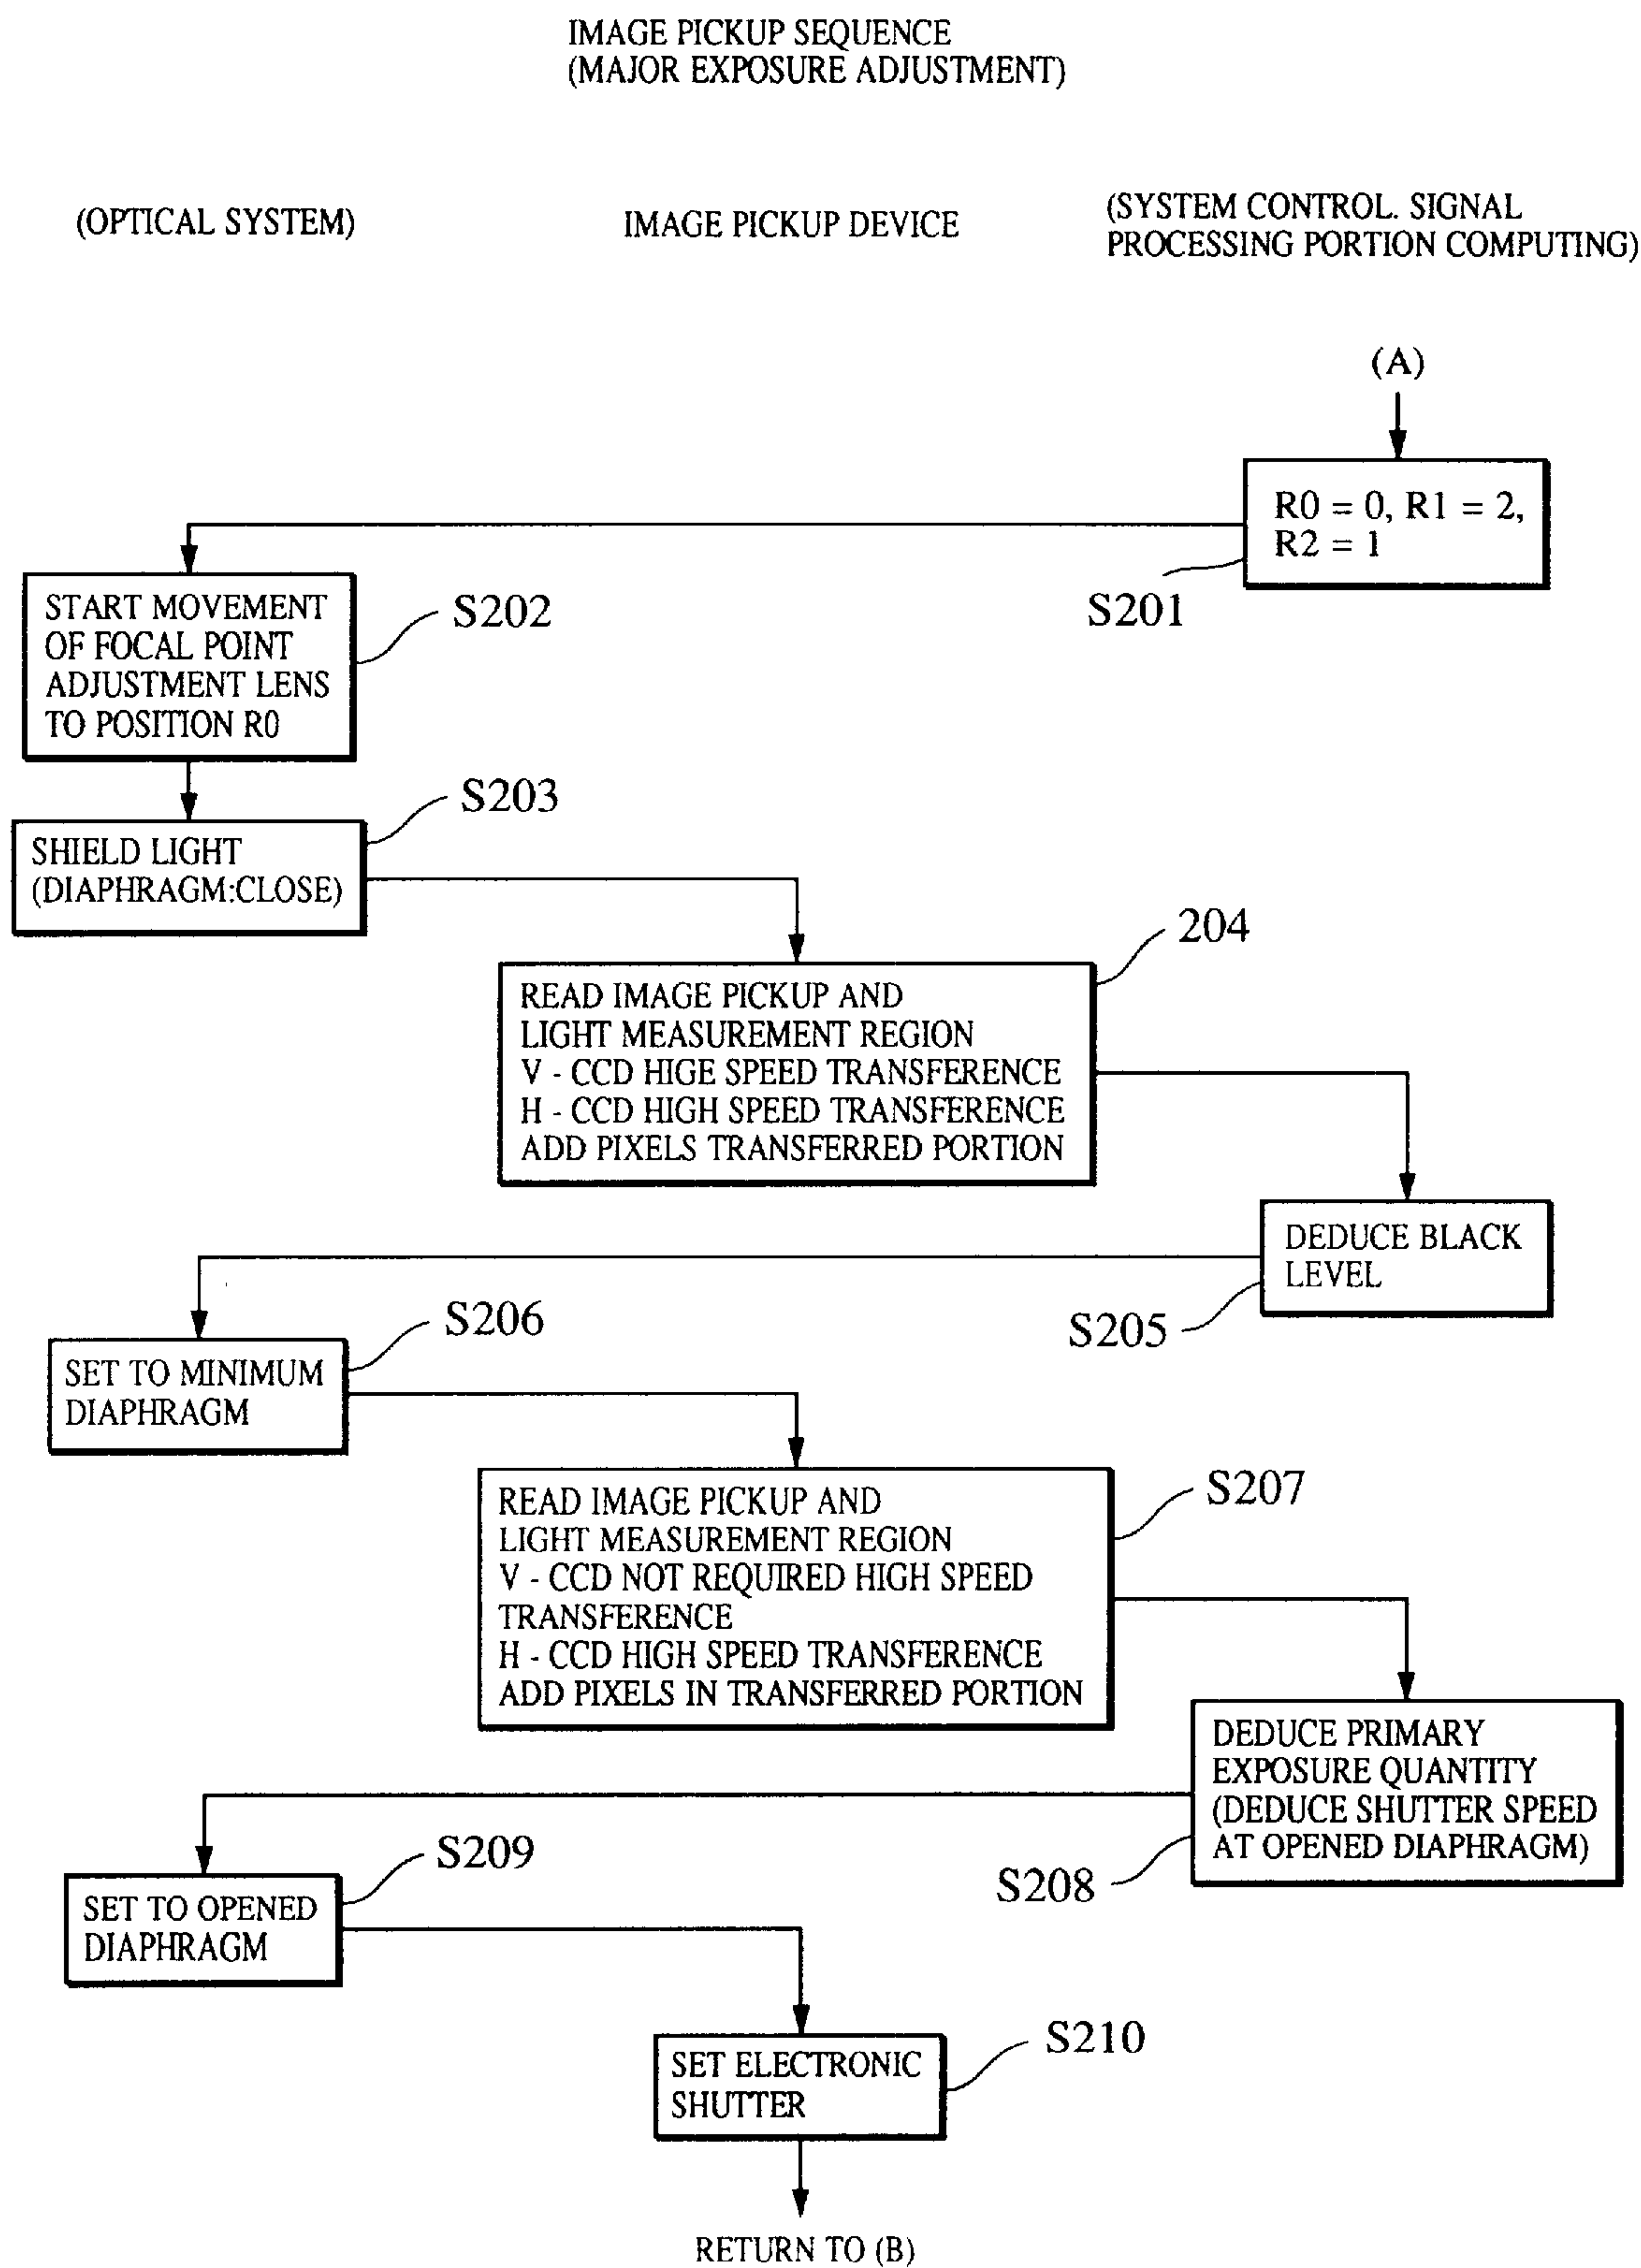 IMAGE PICKUP SEQUENCE
(MAJOR EXPOSURE ADJUSTMENT)
(OPTICAL SYSTEM)
IMAGE PICKUP DEVICE
(SYSTEM CONTROL. SIGNAL
PROCESSING PORTION COMPUTING)
(A)
R0 = 0, R1 = 2,
R2 = 1
S201
START MOVEMENT
OF FOCAL POINT
ADJUSTMENT LENS
TO POSITION R0
S202
SHIELD LIGHT
(DIAPHRAGM:CLOSE)
S203
READ IMAGE PICKUP AND
LIGHT MEASUREMENT REGION
V - CCD HIGE SPEED TRANSFERENCE
H - CCD HIGH SPEED TRANSFERENCE
ADD PIXELS TRANSFERRED PORTION
204
DEDUCE BLACK
LEVEL
S205
SET TO MINIMUM
DIAPHRAGM
S206
READ IMAGE PICKUP AND
LIGHT MEASUREMENT REGION
V - CCD NOT REQUIRED HIGH SPEED
TRANSFERENCE
H - CCD HIGH SPEED TRANSFERENCE
ADD PIXELS IN TRANSFERRED PORTION
S207
DEDUCE PRIMARY
EXPOSURE QUANTITY
(DEDUCE SHUTTER SPEED
AT OPENED DIAPHRAGM)
S208
SET TO OPENED
DIAPHRAGM
S209
SET ELECTRONIC
SHUTTER
S210
RETURN TO (B)